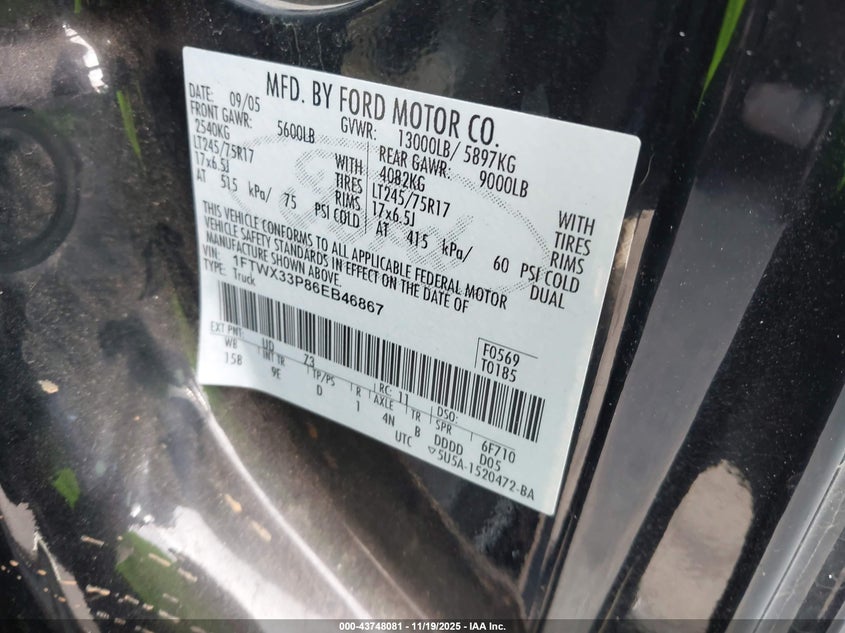 MFD. BY FORD MOTOR CO.
DATE: 09/05 GVWR: 13000LB/ 5897KG
FRONT GAWR: 5600LB REAR GAWR: 9000LB
2540KG WITH 4082KG WITH
LT245/75R17 TIRES LT245/75R17 TIRES
17x6.5J RIMS 17x6.5J RIMS
AT 515 kPa/ 75 PSI COLD AT 415 kPa/ 60 PSI COLD
DUAL
THIS VEHICLE CONFORMS TO ALL APPLICABLE FEDERAL MOTOR
VEHICLE SAFETY STANDARDS IN EFFECT ON THE DATE OF
MANUFACTURE SHOWN ABOVE.
VIN: 1FTWX33P86EB46867
TYPE: Truck
F0569
T01B5
EXT PNT: UD Z3 RC: 11 DSO:
WB INT TR TP/PS R AXLE TR SPR 6F710
15B 9E D 1 4N B DDDD D05
UTC ▽5U5A-1520472-BA
000-43748081 - 11/19/2025 - IAA Inc.